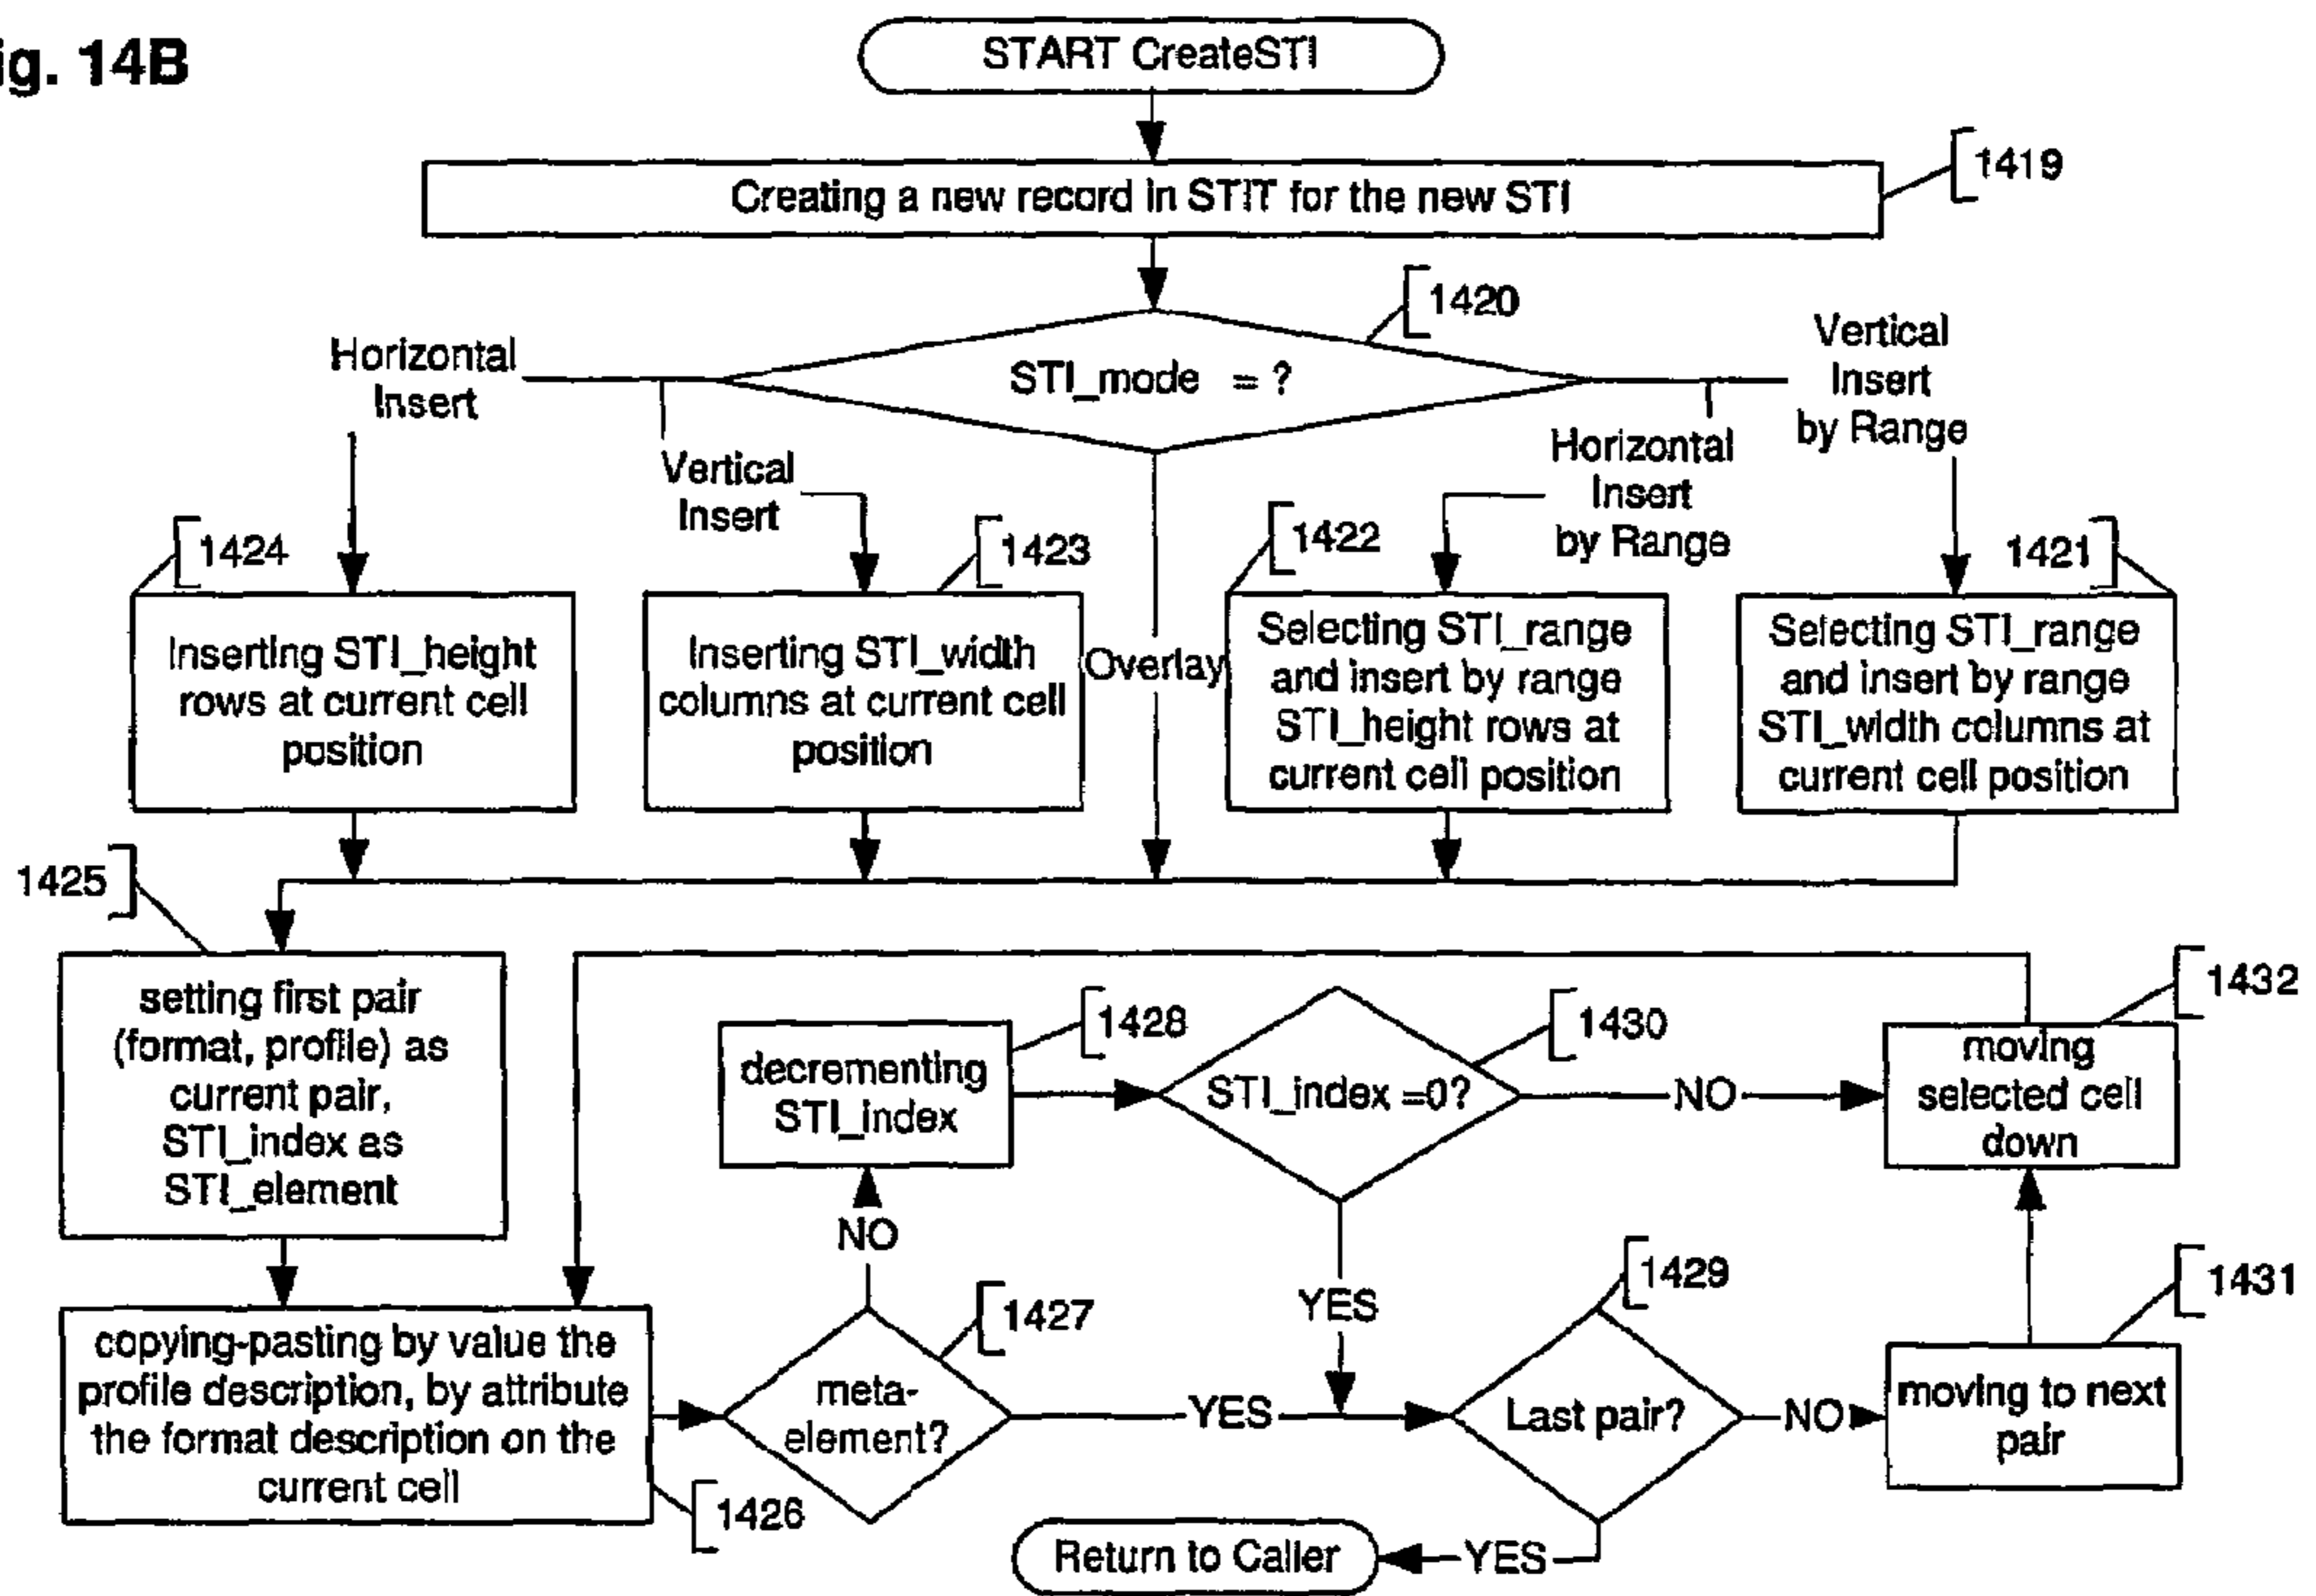 ig. 14B
START CreateSTI
Creating a new record in STIT for the new STI
1419
STI_mode = ?
1420
Horizontal
Insert
Vertical
Insert
Overlay
Horizontal
Insert
by Range
Vertical
Insert
by Range
1424
Inserting STI_height
rows at current cell
position
1423
Inserting STI_width
columns at current cell
position
1422
Selecting STI_range
and insert by range
STI_height rows at
current cell position
1421
Selecting STI_range
and insert by range
STI_width columns at
current cell position
1425
setting first pair
(format, profile) as
current pair,
STI_index as
STI_element
decrementing
STI_index
1428
STI_index =0?
1430
NO
moving
selected cell
down
1432
NO
YES
copying-pasting by value the
profile description, by attribute
the format description on the
current cell
1426
meta-
element?
1427
YES
Last pair?
1429
NO
moving to next
pair
1431
YES
Return to Caller